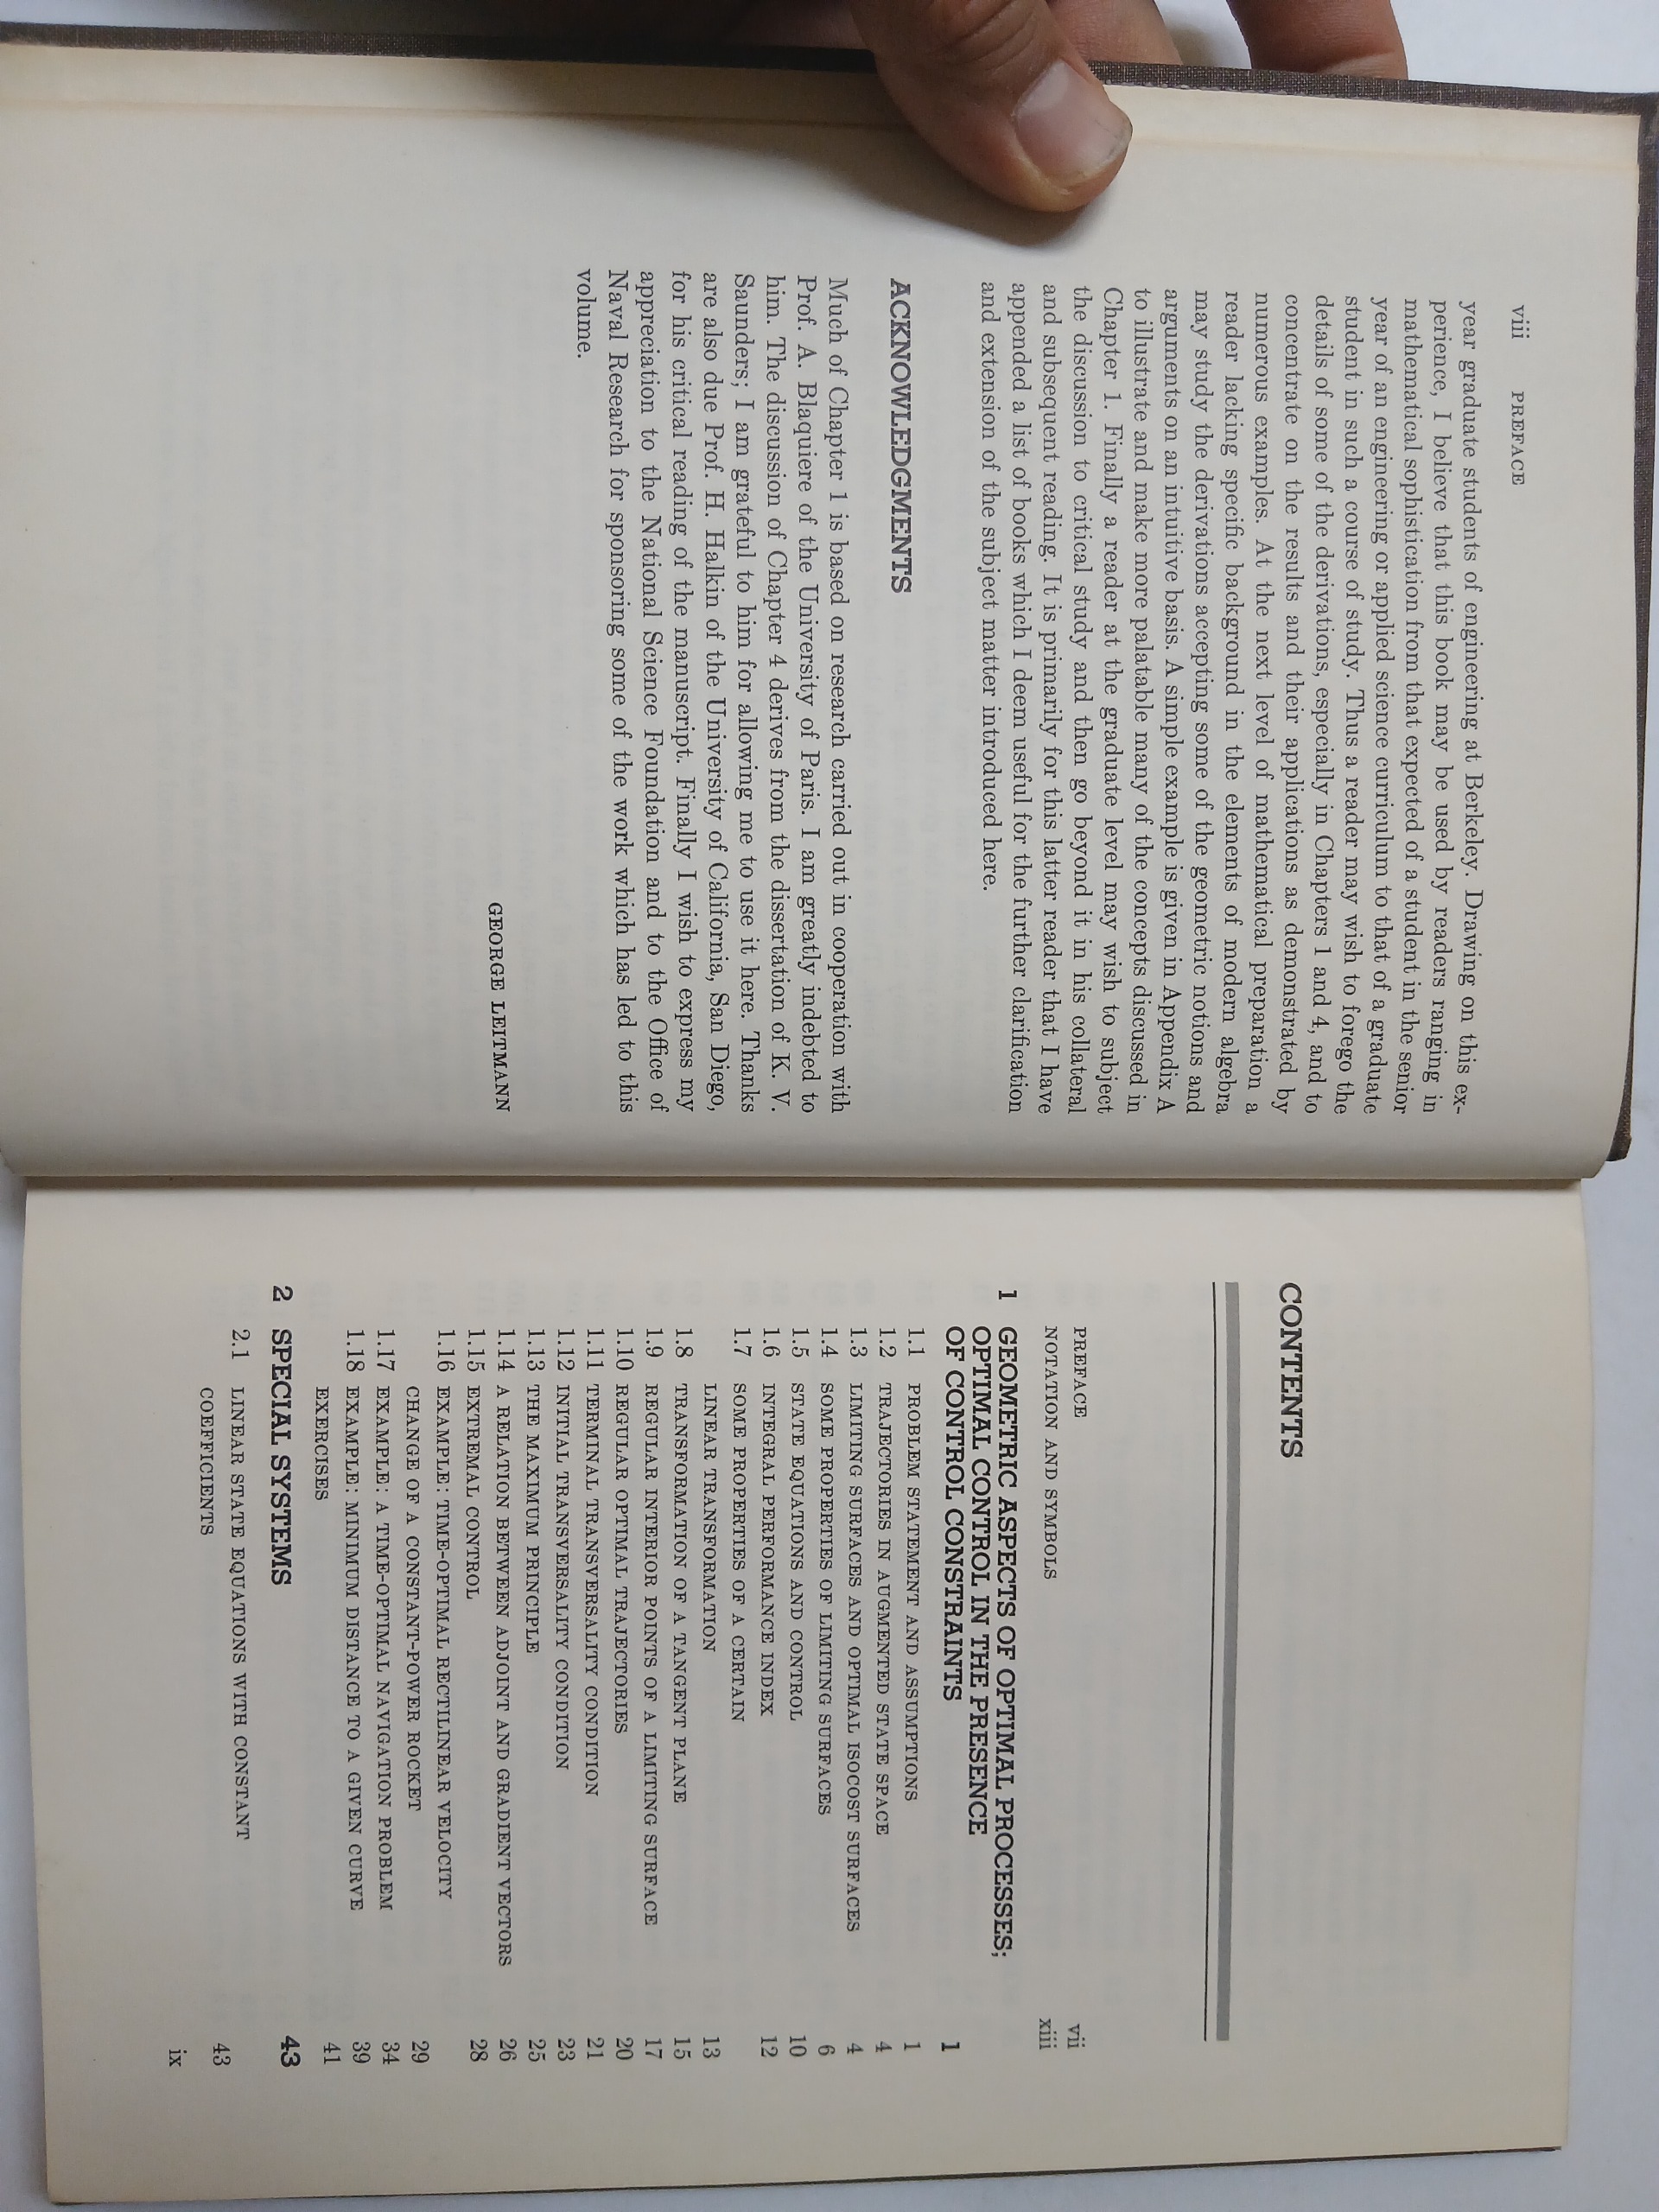 viii PREFACE
year graduate students of engineering at Berkeley. Drawing on this ex-
perience, I believe that this book may be used by readers ranging in
mathematical sophistication from that expected of a student in the senior
year of an engineering or applied science curriculum to that of a graduate
student in such a course of study. Thus a reader may wish to forego the
details of some of the derivations, especially in Chapters 1 and 4, and to
concentrate on the results and their applications as demonstrated by
numerous examples. At the next level of mathematical preparation a
reader lacking specific background in the elements of modern algebra
may study the derivations accepting some of the geometric notions and
arguments on an intuitive basis. A simple example is given in Appendix A
to illustrate and make more palatable many of the concepts discussed in
Chapter 1. Finally a reader at the graduate level may wish to subject
the discussion to critical study and then go beyond it in his collateral
and subsequent reading. It is primarily for this latter reader that I have
appended a list of books which I deem useful for the further clarification
and extension of the subject matter introduced here.
ACKNOWLEDGMENTS
Much of Chapter 1 is based on research carried out in cooperation with
Prof. A. Blaquiere of the University of Paris. I am greatly indebted to
him. The discussion of Chapter 4 derives from the dissertation of K. V.
Saunders; I am grateful to him for allowing me to use it here. Thanks
are also due Prof. H. Halkin of the University of California, San Diego,
for his critical reading of the manuscript. Finally I wish to express my
appreciation to the National Science Foundation and to the Office of
Naval Research for sponsoring some of the work which has led to this
volume.
GEORGE LEITMANN
CONTENTS
PREFACE vii
NOTATION AND SYMBOLS xiii
1 GEOMETRIC ASPECTS OF OPTIMAL PROCESSES;
OPTIMAL CONTROL IN THE PRESENCE
OF CONTROL CONSTRAINTS 1
1.1 PROBLEM STATEMENT AND ASSUMPTIONS 1
1.2 TRAJECTORIES IN AUGMENTED STATE SPACE 4
1.3 LIMITING SURFACES AND OPTIMAL ISOCOST SURFACES 4
1.4 SOME PROPERTIES OF LIMITING SURFACES 6
1.5 STATE EQUATIONS AND CONTROL 10
1.6 INTEGRAL PERFORMANCE INDEX 12
1.7 SOME PROPERTIES OF A CERTAIN
LINEAR TRANSFORMATION 13
1.8 TRANSFORMATION OF A TANGENT PLANE 15
1.9 REGULAR INTERIOR POINTS OF A LIMITING SURFACE 17
1.10 REGULAR OPTIMAL TRAJECTORIES 20
1.11 TERMINAL TRANSVERSALITY CONDITION 21
1.12 INITIAL TRANSVERSALITY CONDITION 23
1.13 THE MAXIMUM PRINCIPLE 25
1.14 A RELATION BETWEEN ADJOINT AND GRADIENT VECTORS 26
1.15 EXTREMAL CONTROL 28
1.16 EXAMPLE: TIME-OPTIMAL RECTILINEAR VELOCITY
CHANGE OF A CONSTANT-POWER ROCKET 29
1.17 EXAMPLE: A TIME-OPTIMAL NAVIGATION PROBLEM 34
1.18 EXAMPLE: MINIMUM DISTANCE TO A GIVEN CURVE 39
EXERCISES 41
2 SPECIAL SYSTEMS 43
2.1 LINEAR STATE EQUATIONS WITH CONSTANT
COEFFICIENTS 43
ix